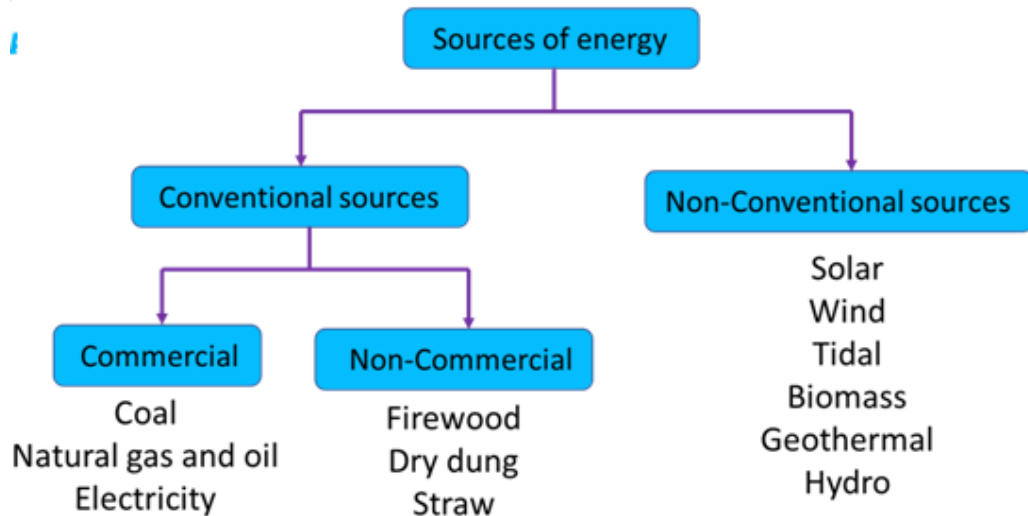 Sources of energy
Conventional sources
Non-Conventional sources
Commercial
Coal
Natural gas and oil
Electricity
Non-Commercial
Firewood
Dry dung
Straw
Solar
Wind
Tidal
Biomass
Geothermal
Hydro